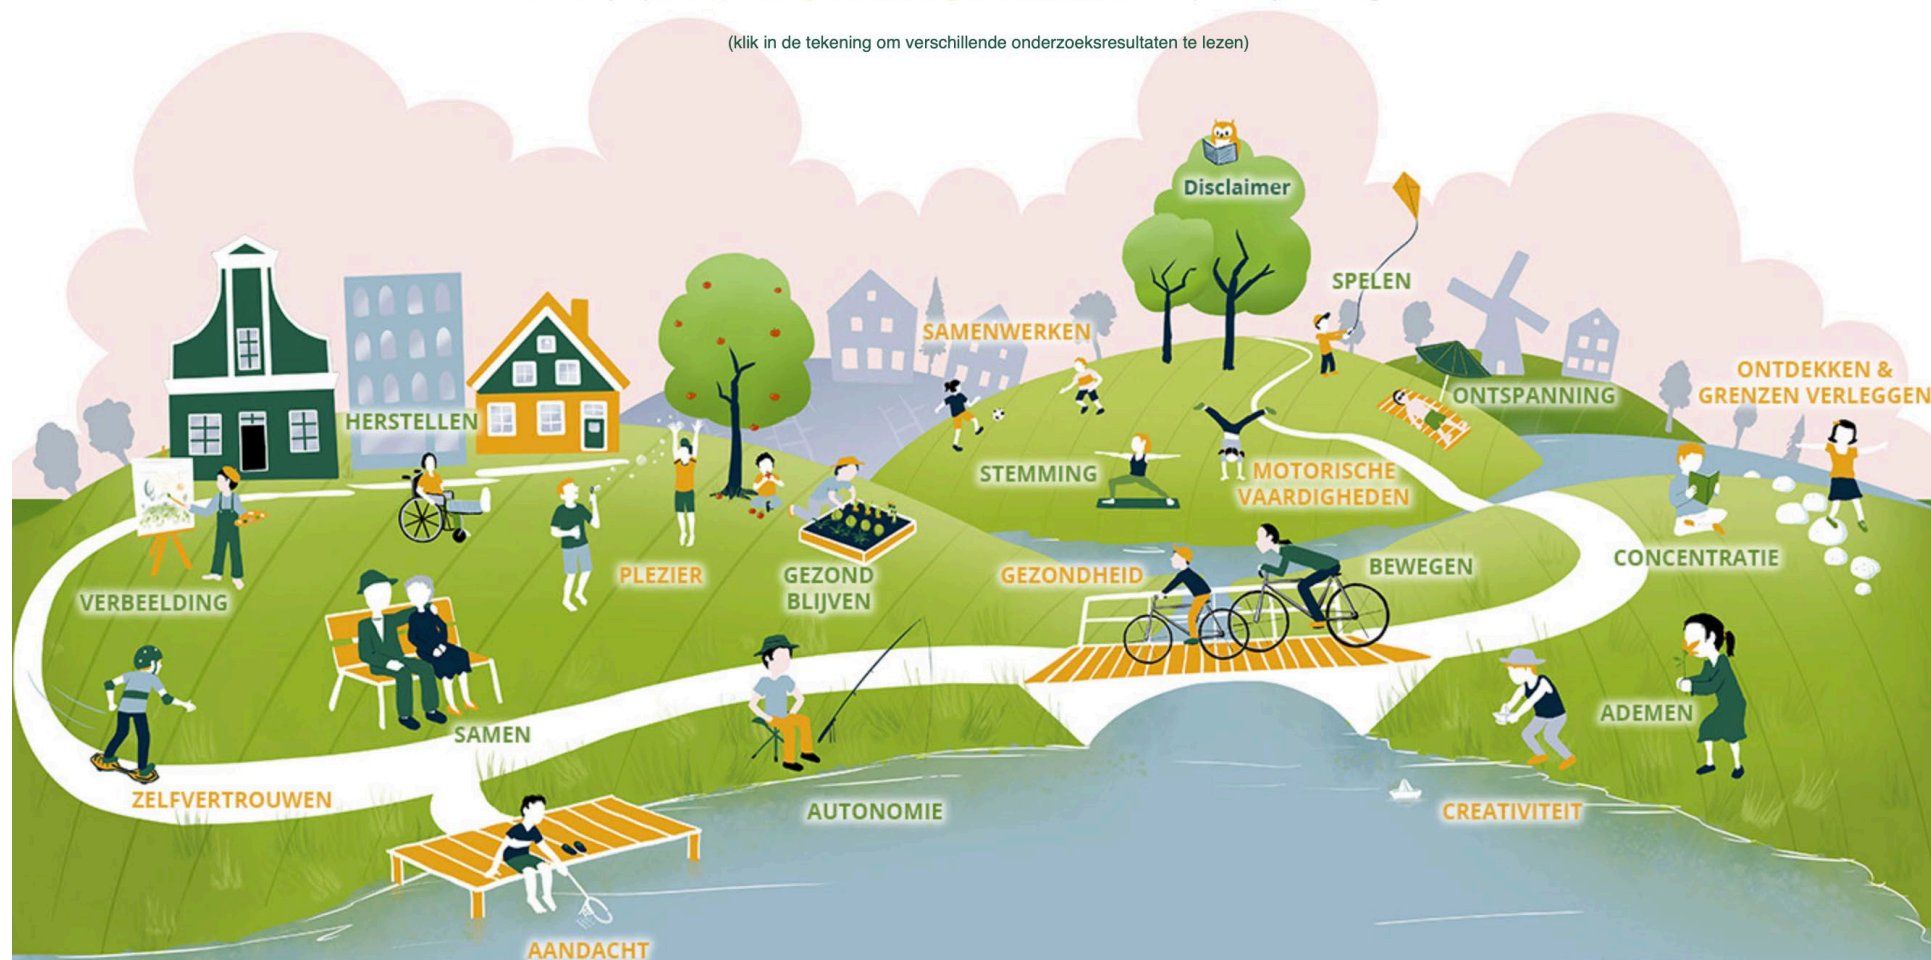 (klik in de tekening om verschillende onderzoeksresultaten te lezen)
Disclaimer
SPELEN
SAMENWERKEN
ONTDEKKEN &
GRENZEN VERLEGGEN
ONTSPANNING
HERSTELLEN
STEMMING
MOTORISCHE
VAARDIGHEDEN
CONCENTRATIE
BEWEGEN
PLEZIER
GEZOND
BLIJVEN
GEZONDHEID
VERBEELDING
ADEMEN
SAMEN
ZELFVERTROUWEN
AUTONOMIE
CREATIVITEIT
AANDACHT